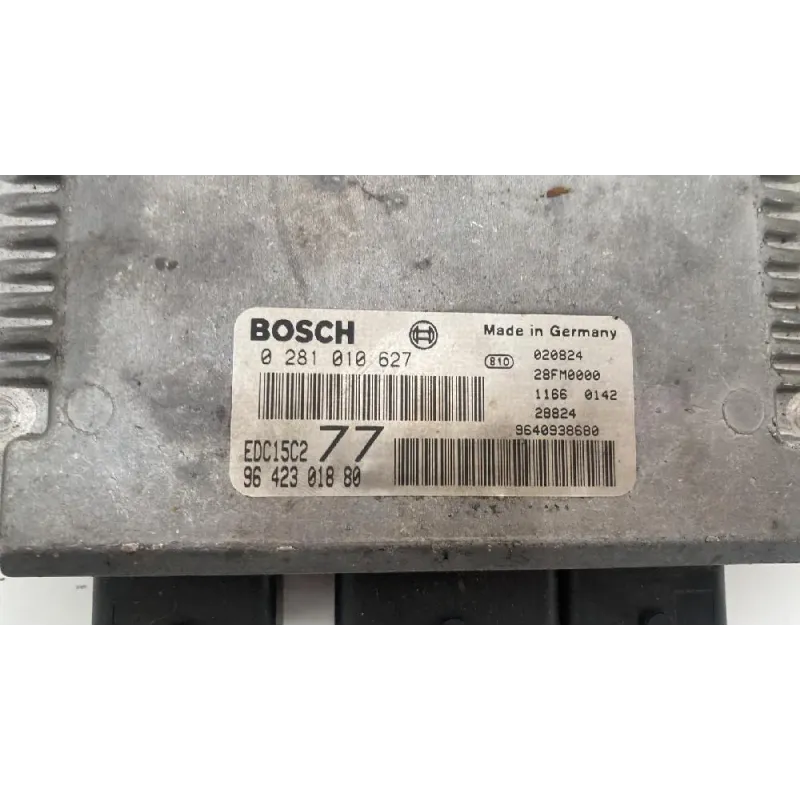 BOSCH
Made in Germany
0 281 010 627
810
020824
28FM0000
1166 0142
28824
9640938680
EDC15C2 77
96 423 018 80